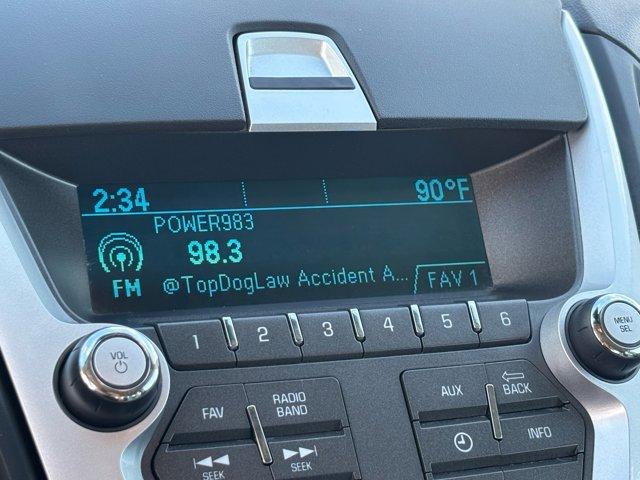 2:34 90°F
POWER983
98.3
FM @TopDogLaw Accident A... FAV 1
1 2 3 4 5 6
VOL
MENU
SEL
FAV RADIO BAND
AUX BACK
SEEK SEEK
INFO